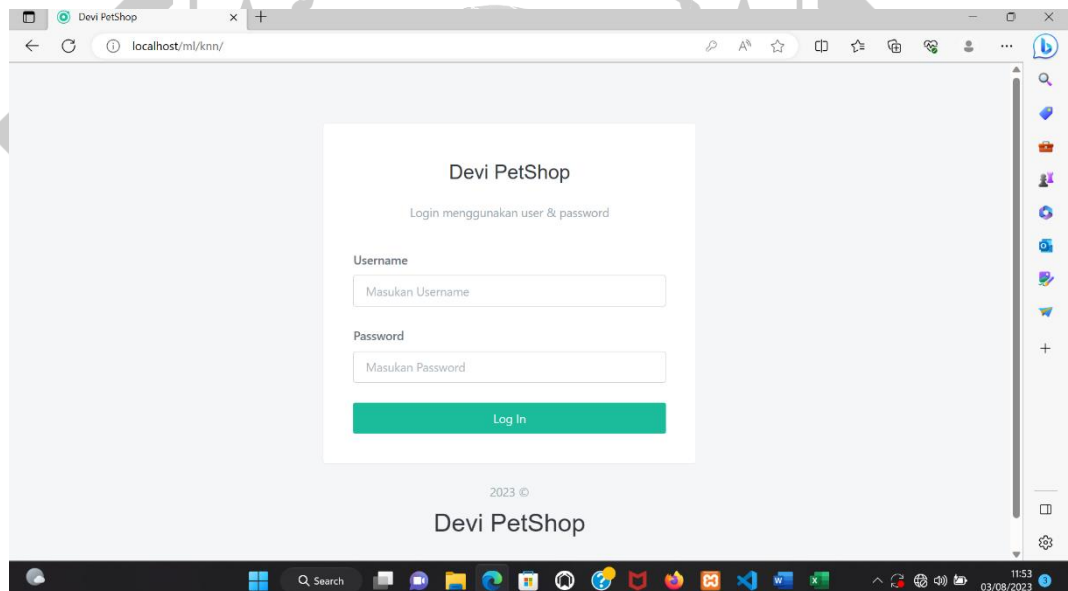 Devi PetShop
localhost/ml/knn/
Devi PetShop
Login menggunakan user & password
Username
Masukan Username
Password
Masukan Password
Log In
2023 ©
Devi PetShop
Search
11:53
03/08/2023